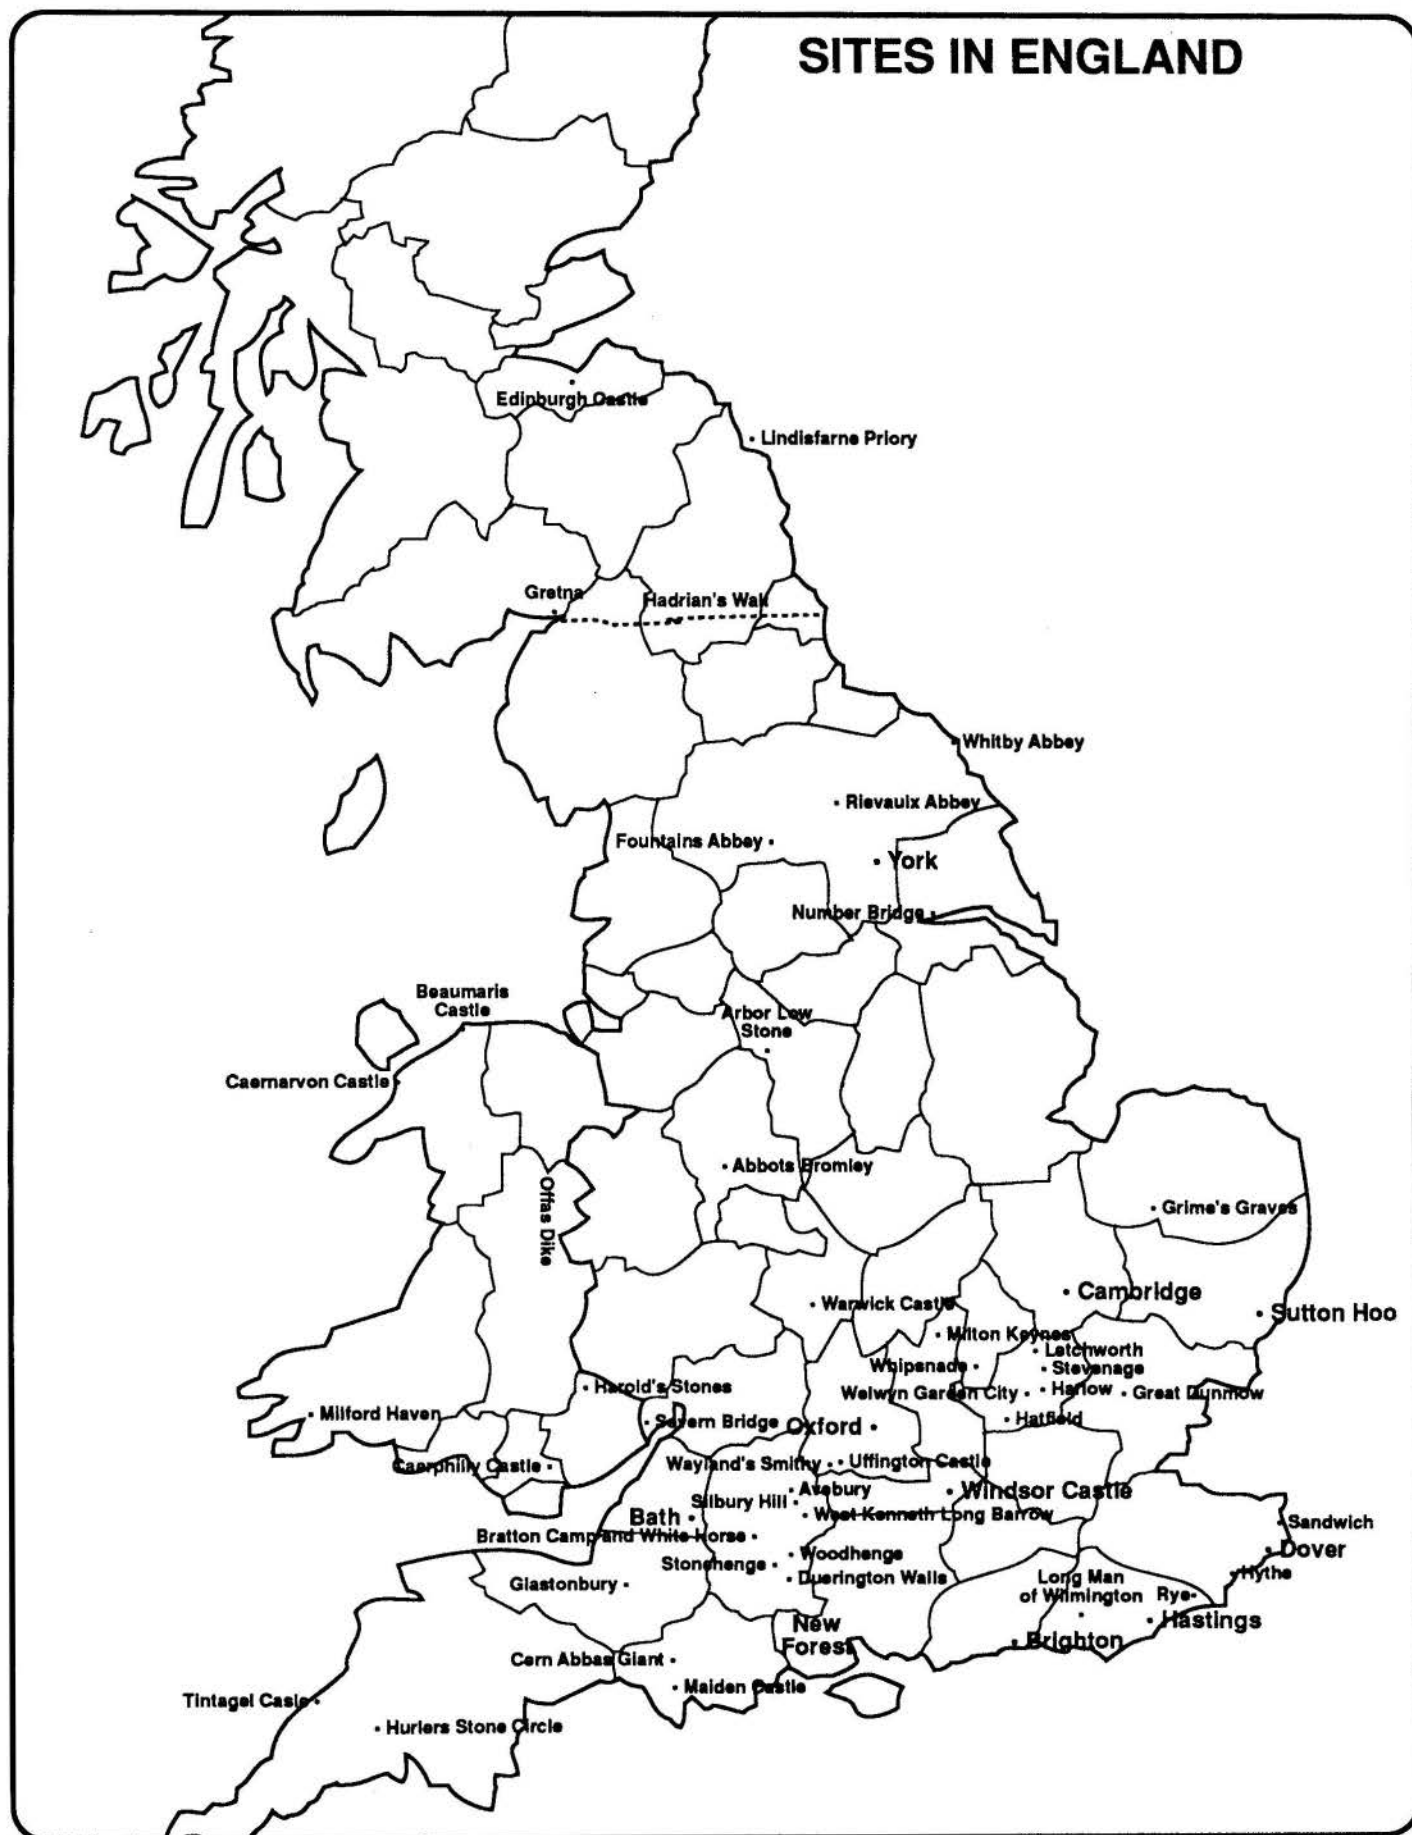 SITES IN ENGLAND
Edinburgh Castle
Lindisfarne Priory
Gretna
Hadrian's Wall
Whitby Abbey
Rievaulx Abbey
Fountains Abbey
York
Number Bridge
Beaumaris
Castle
Arbor Low
Stone
Caernarvon Castle
Abbots Bromley
Offas Dike
Grime's Graves
Cambridge
Warwick Castle
Sutton Hoo
Milton Keynes
Letchworth
Whipsnade
Stevenage
Harold's Stones
Welwyn Garden City
Harlow
Great Dunmow
Milford Haven
Severn Bridge
Oxford
Hatfield
Caerphilly Castle
Wayland's Smithy
Uffington Castle
Avebury
Windsor Castle
Silbury Hill
West Kenneth Long Barrow
Bath
Sandwich
Bratton Camp and White Horse
Dover
Woodhenge
Stonehenge
Hythe
Glastonbury
Duerington Walls
Long Man
of Wilmington
Rye
New
Forest
Hastings
Brighton
Cern Abbas Giant
Maiden Castle
Tintagel Casle
Hurlers Stone Circle